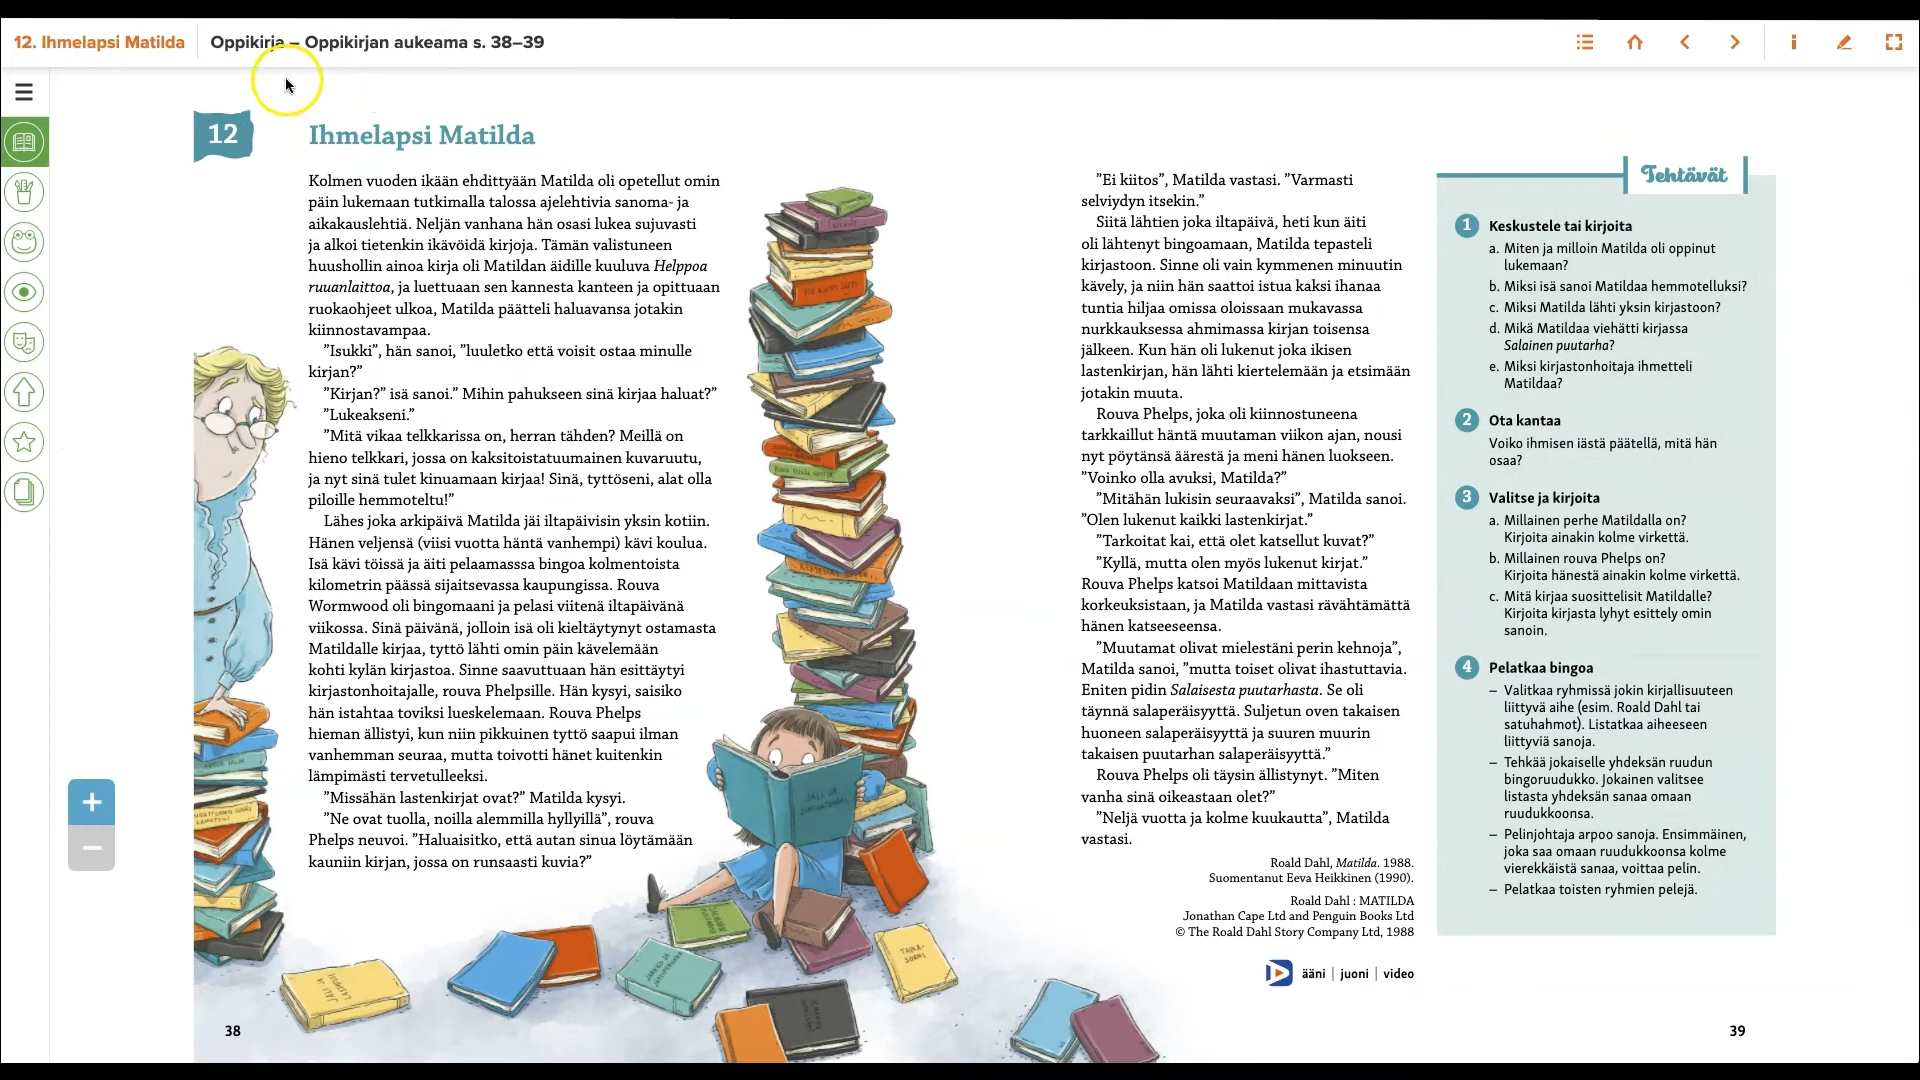 12. Ihmelapsi Matilda
Oppikirja – Oppikirjan aukeama s. 38–39
12
Ihmelapsi Matilda
Kolmen vuoden ikään ehdittyään Matilda oli opetellut omin
päin lukemaan tutkimalla talossa ajelehtivia sanoma- ja
aikakauslehtiä. Neljän vanhana hän osasi lukea sujuvasti
ja alkoi tietenkin ikävöidä kirjoja. Tämän valistuneen
huushollin ainoa kirja oli Matildan äidille kuuluva Helppoa
ruuanlaittoa, ja luettuaan sen kannesta kanteen ja opittuaan
ruokaohjeet ulkoa, Matilda päätteli haluavansa jotakin
kiinnostavampaa.
”Isukki”, hän sanoi, ”luuletko että voisit ostaa minulle
kirjan?”
”Kirjan?” isä sanoi.” Mihin pahukseen sinä kirjaa haluat?”
”Lukeakseni.”
”Mitä vikaa telkkarissa on, herran tähden? Meillä on
hieno telkkari, jossa on kaksitoistatuumainen kuvaruutu,
ja nyt sinä tulet kinuamaan kirjaa! Sinä, tyttöseni, alat olla
piloille hemmoteltu!”
Lähes joka arkipäivä Matilda jäi iltapäivisin yksin kotiin.
Hänen veljensä (viisi vuotta häntä vanhempi) kävi koulua.
Isä kävi töissä ja äiti pelaamasssa bingoa kolmentoista
kilometrin päässä sijaitsevassa kaupungissa. Rouva
Wormwood oli bingomaani ja pelasi viitenä iltapäivänä
viikossa. Sinä päivänä, jolloin isä oli kieltäytynyt ostamasta
Matildalle kirjaa, tyttö lähti omin päin kävelemään
kohti kylän kirjastoa. Sinne saavuttuaan hän esittäytyi
kirjastonhoitajalle, rouva Phelpsille. Hän kysyi, saisiko
hän istahtaa toviksi lueskelemaan. Rouva Phelps
hieman ällistyi, kun niin pikkuinen tyttö saapui ilman
vanhemman seuraa, mutta toivotti hänet kuitenkin
lämpimästi tervetulleeksi.
”Missähän lastenkirjat ovat?” Matilda kysyi.
”Ne ovat tuolla, noilla alemmilla hyllyillä”, rouva
Phelps neuvoi. ”Haluaisitko, että autan sinua löytämään
kauniin kirjan, jossa on runsaasti kuvia?”
38
”Ei kiitos”, Matilda vastasi. ”Varmasti
selviydyn itsekin.”
Siitä lähtien joka iltapäivä, heti kun äiti
oli lähtenyt bingoamaan, Matilda tepasteli
kirjastoon. Sinne oli vain kymmenen minuutin
kävely, ja niin hän saattoi istua kaksi ihanaa
tuntia hiljaa omissa oloissaan mukavassa
nurkkauksessa ahmimassa kirjan toisensa
jälkeen. Kun hän oli lukenut joka ikisen
lastenkirjan, hän lähti kiertelemään ja etsimään
jotakin muuta.
Rouva Phelps, joka oli kiinnostuneena
tarkkaillut häntä muutaman viikon ajan, nousi
nyt pöytänsä äärestä ja meni hänen luokseen.
”Voinko olla avuksi, Matilda?”
”Mitähän lukisin seuraavaksi”, Matilda sanoi.
”Olen lukenut kaikki lastenkirjat.”
”Tarkoitat kai, että olet katsellut kuvat?”
”Kyllä, mutta olen myös lukenut kirjat.”
Rouva Phelps katsoi Matildaan mittavista
korkeuksistaan, ja Matilda vastasi rävähtämättä
hänen katseeseensa.
”Muutamat olivat mielestäni perin kehnoja”,
Matilda sanoi, ”mutta toiset olivat ihastuttavia.
Eniten pidin Salaisesta puutarhasta. Se oli
täynnä salaperäisyyttä. Suljetun oven takaisen
huoneen salaperäisyyttä ja suuren muurin
takaisen puutarhan salaperäisyyttä.”
Rouva Phelps oli täysin ällistynyt. ”Miten
vanha sinä oikeastaan olet?”
”Neljä vuotta ja kolme kuukautta”, Matilda
vastasi.
Roald Dahl, Matilda. 1988.
Suomentanut Eeva Heikkinen (1990).
Roald Dahl : MATILDA
Jonathan Cape Ltd and Penguin Books Ltd
© The Roald Dahl Story Company Ltd, 1988
ääni | juoni | video
Tehtävät
1 Keskustele tai kirjoita
a. Miten ja milloin Matilda oli oppinut
lukemaan?
b. Miksi isä sanoi Matildaa hemmotelluksi?
c. Miksi Matilda lähti yksin kirjastoon?
d. Mikä Matildaa viehätti kirjassa
Salainen puutarha?
e. Miksi kirjastonhoitaja ihmetteli
Matildaa?
2 Ota kantaa
Voiko ihmisen iästä päätellä, mitä hän
osaa?
3 Valitse ja kirjoita
a. Millainen perhe Matildalla on?
Kirjoita ainakin kolme virkettä.
b. Millainen rouva Phelps on?
Kirjoita hänestä ainakin kolme virkettä.
c. Mitä kirjaa suosittelisit Matildalle?
Kirjoita kirjasta lyhyt esittely omin
sanoin.
4 Pelatkaa bingoa
– Valitkaa ryhmissä jokin kirjallisuuteen
liittyvä aihe (esim. Roald Dahl tai
satuhahmot). Listatkaa aiheeseen
liittyviä sanoja.
– Tehkää jokaiselle yhdeksän ruudun
bingoruudukko. Jokainen valitsee
listasta yhdeksän sanaa omaan
ruudukkoonsa.
– Pelinjohtaja arpoo sanoja. Ensimmäinen,
joka saa omaan ruudukkoonsa kolme
vierekkäistä sanaa, voittaa pelin.
– Pelatkaa toisten ryhmien pelejä.
39